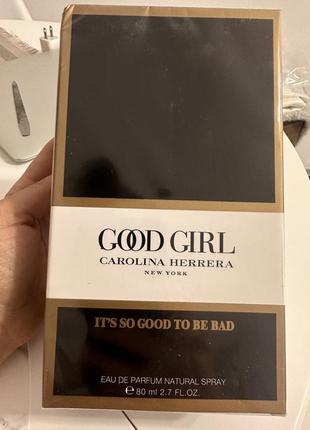 GOOD GIRL
CAROLINA HERRERA
NEW YORK
IT'S SO GOOD TO BE BAD
EAU DE PARFUM NATURAL SPRAY
℮ 80 ml 2.7 FL.OZ.